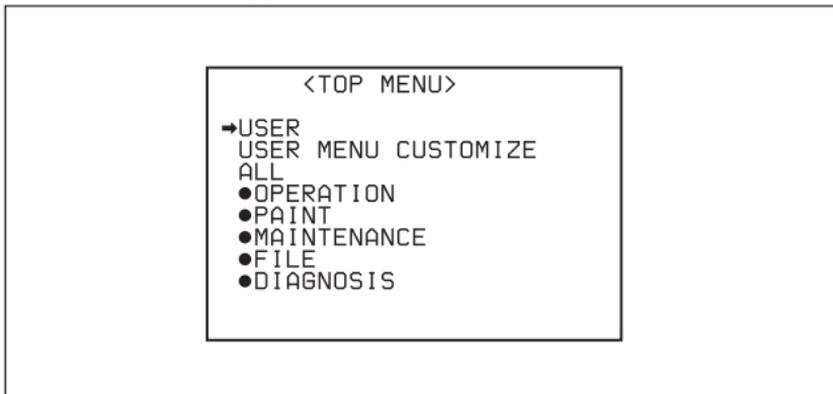 <TOP MENU>
➡USER
USER MENU CUSTOMIZE
ALL
●OPERATION
●PAINT
●MAINTENANCE
●FILE
●DIAGNOSIS